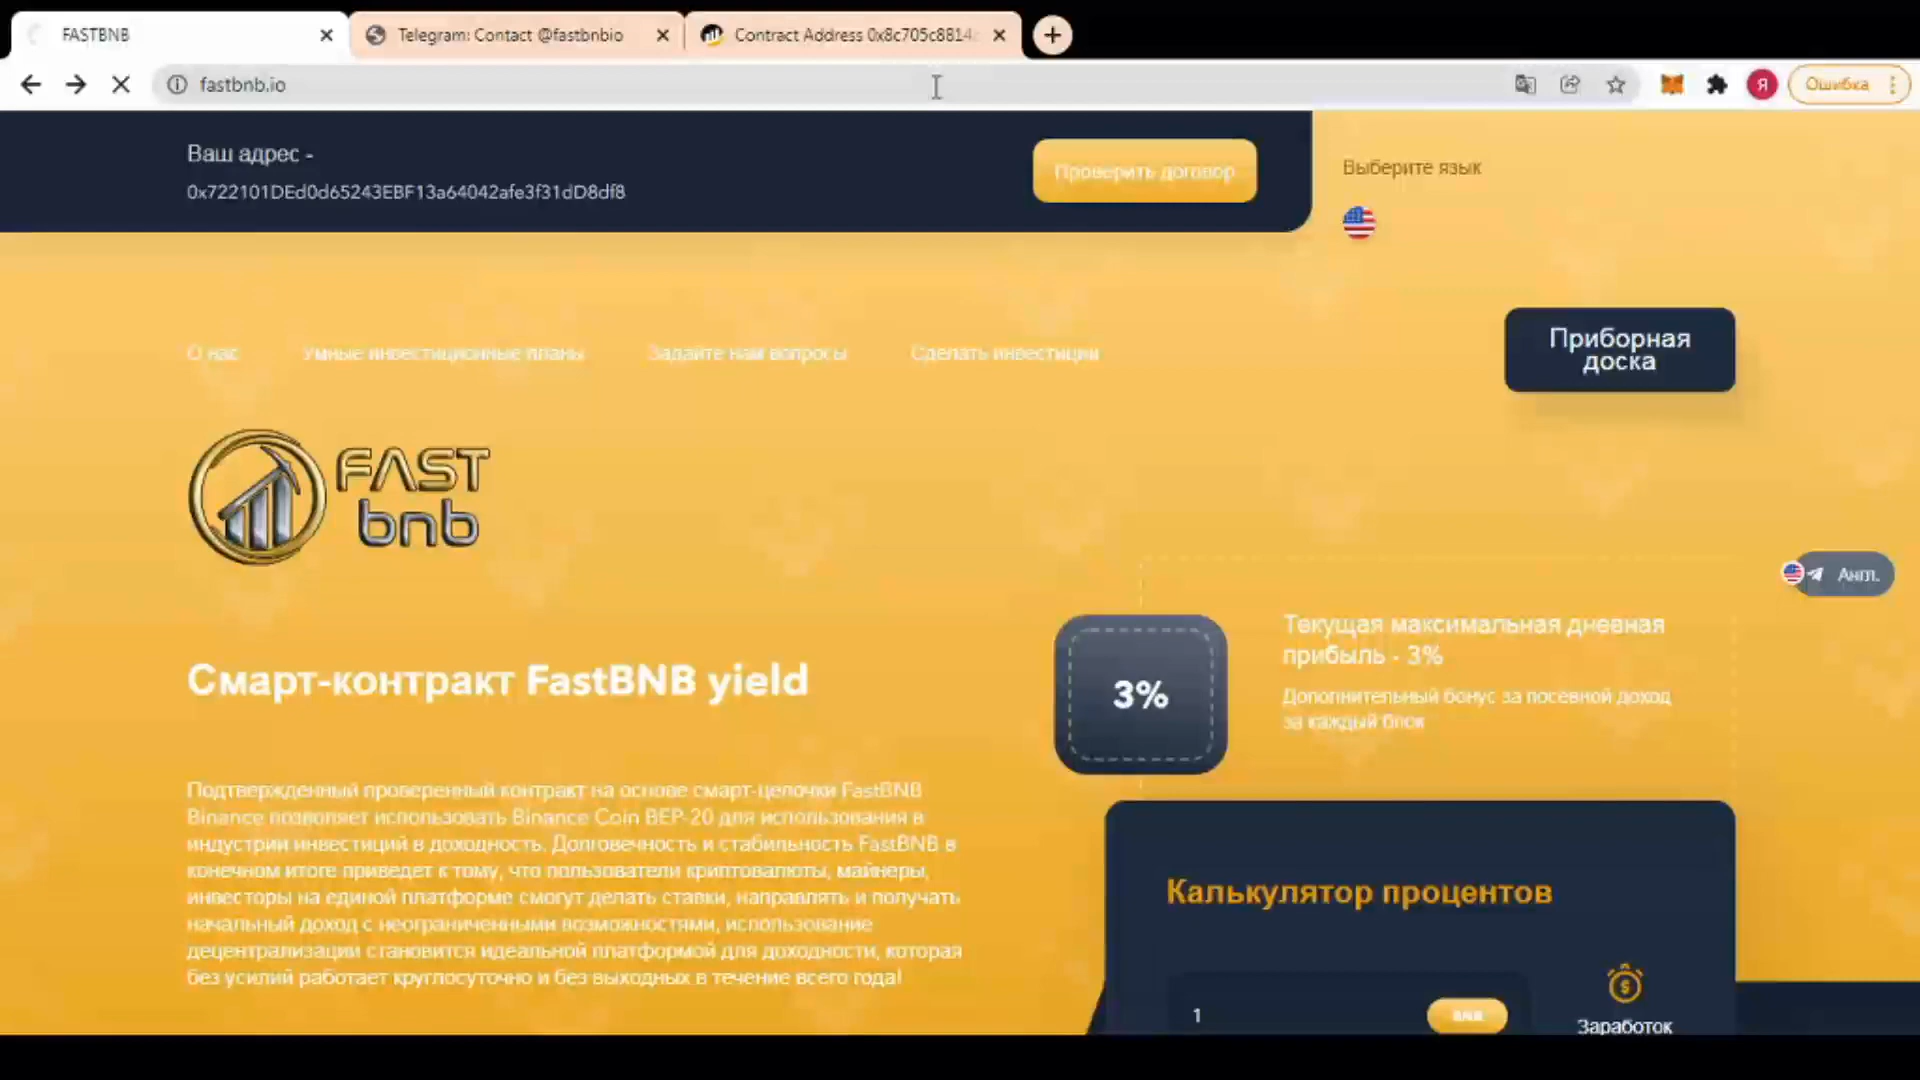 FASTBNB
Telegram: Contact @fastbnbio
Contract Address 0x8c705c8814
fastbnb.io
Я
Ошибка
Ваш адрес -
0x722101DEd0d65243EBF13a64042afe3f31dD8df8
Проверить договор
Выберите язык
О нас
Умные инвестиционные планы
Задайте нам вопросы
Сделать инвестиции
Приборная
доска
FAST
bnb
Англ.
3%
Текущая максимальная дневная
прибыль - 3%
Дополнительный бонус за посевной доход
за каждый блок
Смарт-контракт FastBNB yield
Подтвержденный проверенный контракт на основе смарт-цепочки FastBNB
Binance позволяет использовать Binance Coin BEP-20 для использования в
индустрии инвестиций в доходность. Долговечность и стабильность FastBNB в
конечном итоге приведет к тому, что пользователи криптовалюты, майнеры,
инвесторы на единой платформе смогут делать ставки, направлять и получать
начальный доход с неограниченными возможностями, использование
децентрализации становится идеальной платформой для доходности, которая
без усилий работает круглосуточно и без выходных в течение всего года!
Калькулятор процентов
1
BNB
Заработок